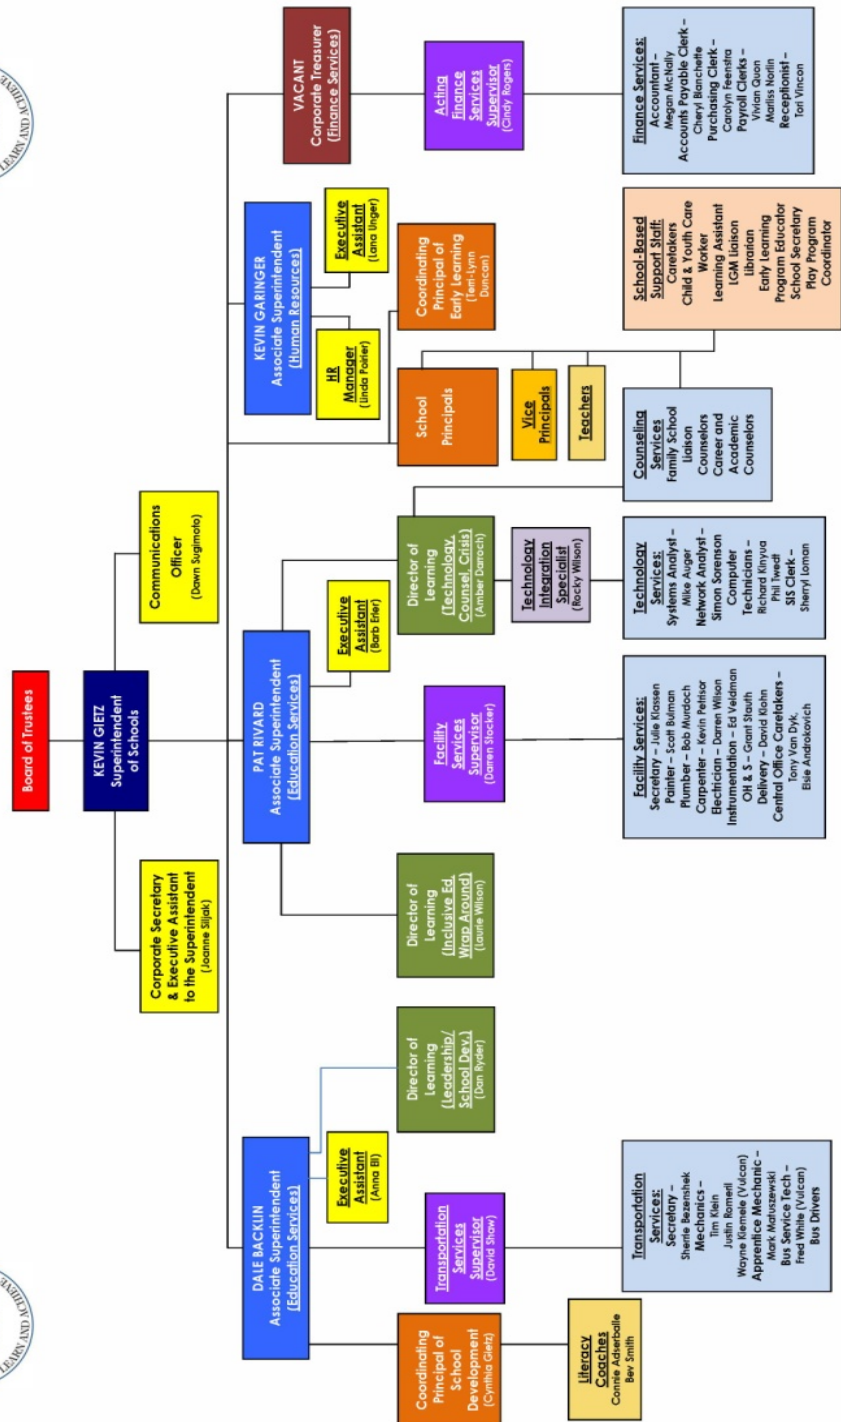 LEARN AND ACHIEVE
LEARN AND ACHIEVE
Board of Trustees
KEVIN GIETZ
Superintendent
of Schools
Corporate Secretary
& Executive Assistant
to the Superintendent
(Joanne Siljak)
Communications
Officer
(Dawn Sugimoto)
DALE BACKLIN
Associate Superintendent
(Education Services)
PAT RIVARD
Associate Superintendent
(Education Services)
KEVIN GARINGER
Associate Superintendent
(Human Resources)
VACANT
Corporate Treasurer
(Finance Services)
Executive
Assistant
(Anna Bl)
Executive
Assistant
(Barb Erler)
HR
Manager
(Linda Poirier)
Executive
Assistant
(Lana Unger)
Coordinating
Principal of
School
Development
(Cynthia Gietz)
Transportation
Services
Supervisor
(David Shaw)
Director of
Learning
(Leadership/
School Dev.)
(Dan Ryder)
Director of
Learning
(Inclusive Ed,
Wrap Around)
(Laurie Wilson)
Facility
Services
Supervisor
(Darren Stocker)
Director of
Learning
(Technology,
Counsel, Crisis)
(Amber Darroch)
School
Principals
Coordinating
Principal of
Early Learning
(Terri-Lynn
Duncan)
Acting
Finance
Services
Supervisor
(Cindy Rogers)
Technology
Integration
Specialist
(Rocky Wilson)
Vice
Principals
Teachers
Literacy
Coaches
Connie Adserballe
Bev Smith
Transportation
Services:
Secretary –
Sherrie Bezenshek
Mechanics –
Tim Klein
Justin Romeril
Wayne Klemele (Vulcan)
Apprentice Mechanic –
Mark Matuszewski
Bus Service Tech –
Fred White (Vulcan)
Bus Drivers
Facility Services:
Secretary – Julie Klassen
Painter – Scott Bulman
Plumber – Bob Murdoch
Carpenter – Kevin Petrisor
Electrician – Darren Wilson
Instrumentation – Ed Veldman
OH & S – Grant Stauth
Delivery – David Klohn
Central Office Caretakers –
Tony Van Dyk,
Elsie Androkovich
Technology
Services:
Systems Analyst –
Mike Auger
Network Analyst –
Simon Sorenson
Computer
Technicians –
Richard Kinyua
Phil Twedt
SIS Clerk –
Sherryl Loman
Counseling
Services
Family School
Liaison
Counselors
Career and
Academic
Counselors
School-Based
Support Staff:
Caretakers
Child & Youth Care
Worker
Learning Assistant
LGM Liaison
Librarian
Early Learning
Program Educator
School Secretary
Play Program
Coordinator
Finance Services:
Accountant –
Megan McNally
Accounts Payable Clerk –
Cheryl Blanchette
Purchasing Clerk –
Carolyn Feenstra
Payroll Clerks –
Vivian Quon
Marliss Norlin
Receptionist –
Tori Vincon